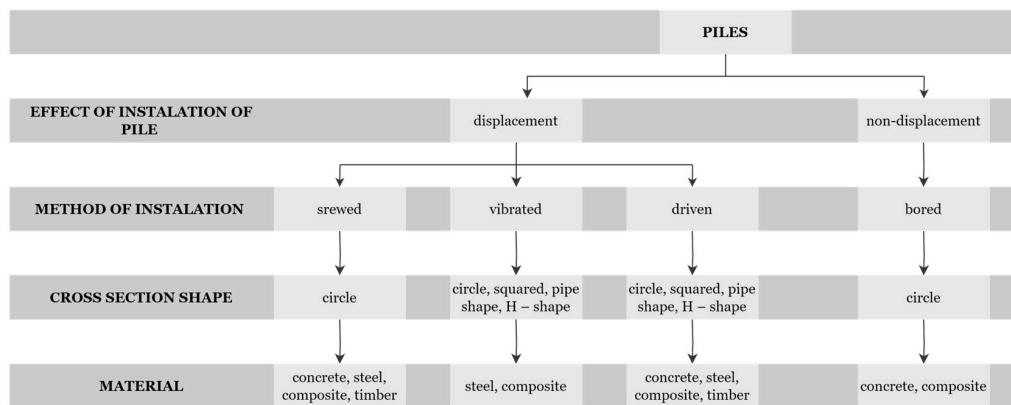 PILES
EFFECT OF INSTALATION OF
PILE
displacement
non-displacement
METHOD OF INSTALATION
srewed
vibrated
driven
bored
CROSS SECTION SHAPE
circle
circle, squared, pipe
shape, H – shape
circle, squared, pipe
shape, H – shape
circle
MATERIAL
concrete, steel,
composite, timber
steel, composite
concrete, steel,
composite, timber
concrete, composite